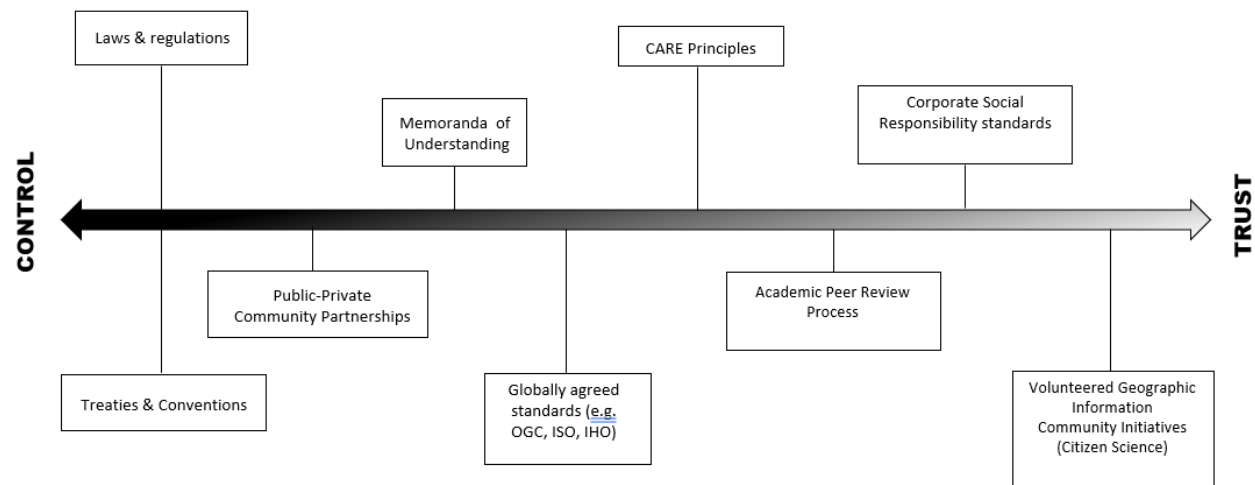 Laws & regulations
CARE Principles
Memoranda of
Understanding
Corporate Social
Responsibility standards
CONTROL
TRUST
Public-Private
Community Partnerships
Academic Peer Review
Process
Treaties & Conventions
Globally agreed
standards (e.g.
OGC, ISO, IHO)
Volunteered Geographic
Information
Community Initiatives
(Citizen Science)